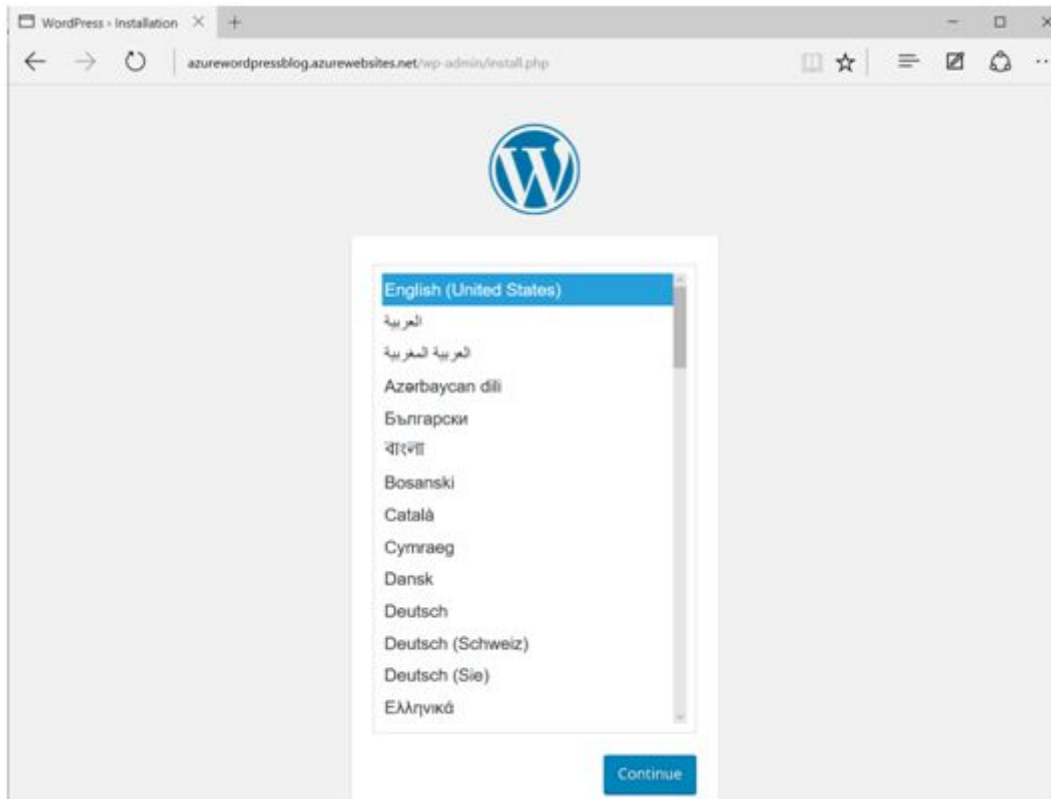 WordPress › Installation
azurewordpressblog.azurewebsites.net/wp-admin/install.php
English (United States)
العربية
العربية المغربية
Azərbaycan dili
Български
বাংলা
Bosanski
Català
Cymraeg
Dansk
Deutsch
Deutsch (Schweiz)
Deutsch (Sie)
Ελληνικά
Continue